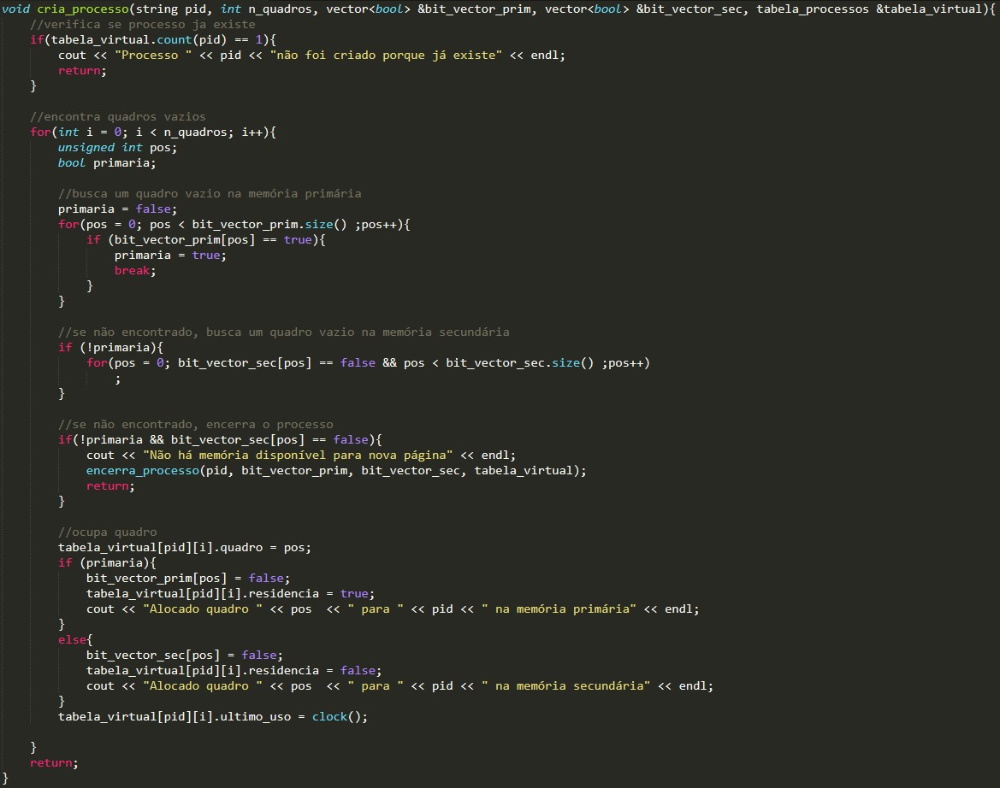 void cria_processo(string pid, int n_quadros, vector<bool> &bit_vector_prim, vector<bool> &bit_vector_sec, tabela_processos &tabela_virtual){
    //verifica se processo ja existe
    if(tabela_virtual.count(pid) == 1){
        cout << "Processo " << pid << "não foi criado porque já existe" << endl;
        return;
    }

    //encontra quadros vazios
    for(int i = 0; i < n_quadros; i++){
        unsigned int pos;
        bool primaria;

        //busca um quadro vazio na memória primária
        primaria = false;
        for(pos = 0; pos < bit_vector_prim.size() ;pos++){
            if (bit_vector_prim[pos] == true){
                primaria = true;
                break;
            }
        }

        //se não encontrado, busca um quadro vazio na memória secundária
        if (!primaria){
            for(pos = 0; bit_vector_sec[pos] == false && pos < bit_vector_sec.size() ;pos++)
                ;
        }

        //se não encontrado, encerra o processo
        if(!primaria && bit_vector_sec[pos] == false){
            cout << "Não há memória disponível para nova página" << endl;
            encerra_processo(pid, bit_vector_prim, bit_vector_sec, tabela_virtual);
            return;
        }

        //ocupa quadro
        tabela_virtual[pid][i].quadro = pos;
        if (primaria){
            bit_vector_prim[pos] = false;
            tabela_virtual[pid][i].residencia = true;
            cout << "Alocado quadro " << pos  << " para " << pid << " na memória primária" << endl;
        }
        else{
            bit_vector_sec[pos] = false;
            tabela_virtual[pid][i].residencia = false;
            cout << "Alocado quadro " << pos  << " para " << pid << " na memória secundária" << endl;
        }
        tabela_virtual[pid][i].ultimo_uso = clock();

    }
    return;
}